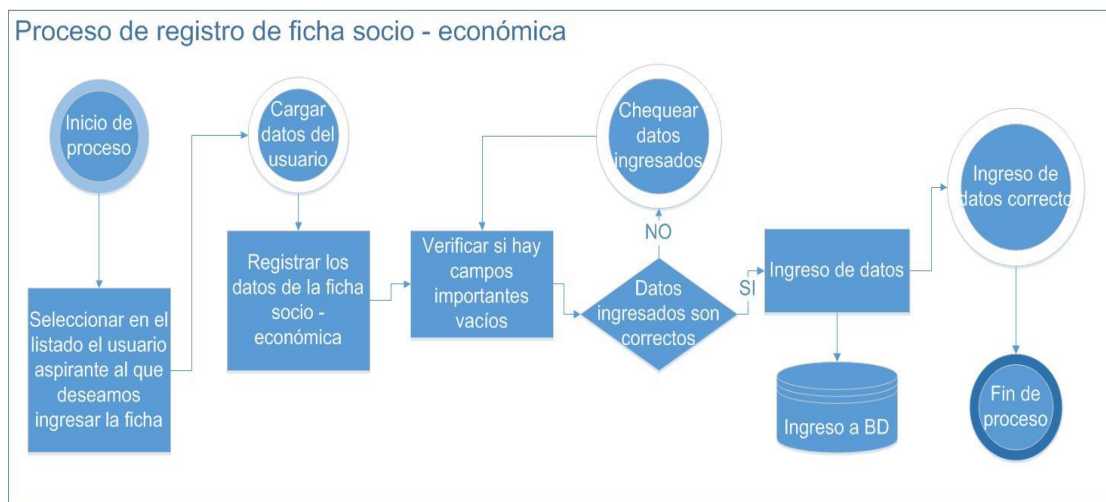 Proceso de registro de ficha socio - económica
Inicio de
proceso
Seleccionar en el
listado el usuario
aspirante al que
deseamos
ingresar la ficha
Cargar
datos del
usuario
Registrar los
datos de la ficha
socio -
económica
Verificar si hay
campos
importantes
vacíos
Chequear
datos
ingresados
NO
Datos
ingresados son
correctos
SI
Ingreso de datos
Ingreso a BD
Ingreso de
datos correcto
Fin de
proceso